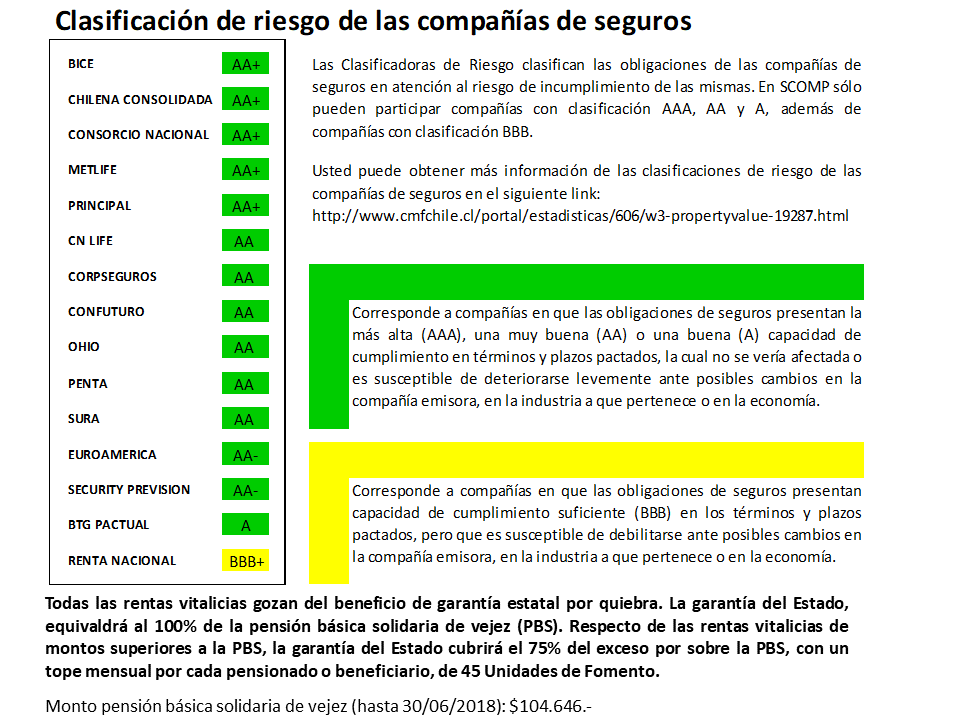 Clasificación de riesgo de las compañías de seguros
BICE AA+
CHILENA CONSOLIDADA AA+
CONSORCIO NACIONAL AA+
METLIFE AA+
PRINCIPAL AA+
CN LIFE AA
CORPSEGUROS AA
CONFUTURO AA
OHIO AA
PENTA AA
SURA AA
EUROAMERICA AA-
SECURITY PREVISION AA-
BTG PACTUAL A
RENTA NACIONAL BBB+
Las Clasificadoras de Riesgo clasifican las obligaciones de las compañías de
seguros en atención al riesgo de incumplimiento de las mismas. En SCOMP sólo
pueden participar compañías con clasificación AAA, AA y A, además de
compañías con clasificación BBB.
Usted puede obtener más información de las clasificaciones de riesgo de las
compañías de seguros en el siguiente link:
http://www.cmfchile.cl/portal/estadisticas/606/w3-propertyvalue-19287.html
Corresponde a compañías en que las obligaciones de seguros presentan la
más alta (AAA), una muy buena (AA) o una buena (A) capacidad de
cumplimiento en términos y plazos pactados, la cual no se vería afectada o
es susceptible de deteriorarse levemente ante posibles cambios en la
compañía emisora, en la industria a que pertenece o en la economía.
Corresponde a compañías en que las obligaciones de seguros presentan
capacidad de cumplimiento suficiente (BBB) en los términos y plazos
pactados, pero que es susceptible de debilitarse ante posibles cambios en
la compañía emisora, en la industria a que pertenece o en la economía.
Todas las rentas vitalicias gozan del beneficio de garantía estatal por quiebra. La garantía del Estado,
equivaldrá al 100% de la pensión básica solidaria de vejez (PBS). Respecto de las rentas vitalicias de
montos superiores a la PBS, la garantía del Estado cubrirá el 75% del exceso por sobre la PBS, con un
tope mensual por cada pensionado o beneficiario, de 45 Unidades de Fomento.
Monto pensión básica solidaria de vejez (hasta 30/06/2018): $104.646.-